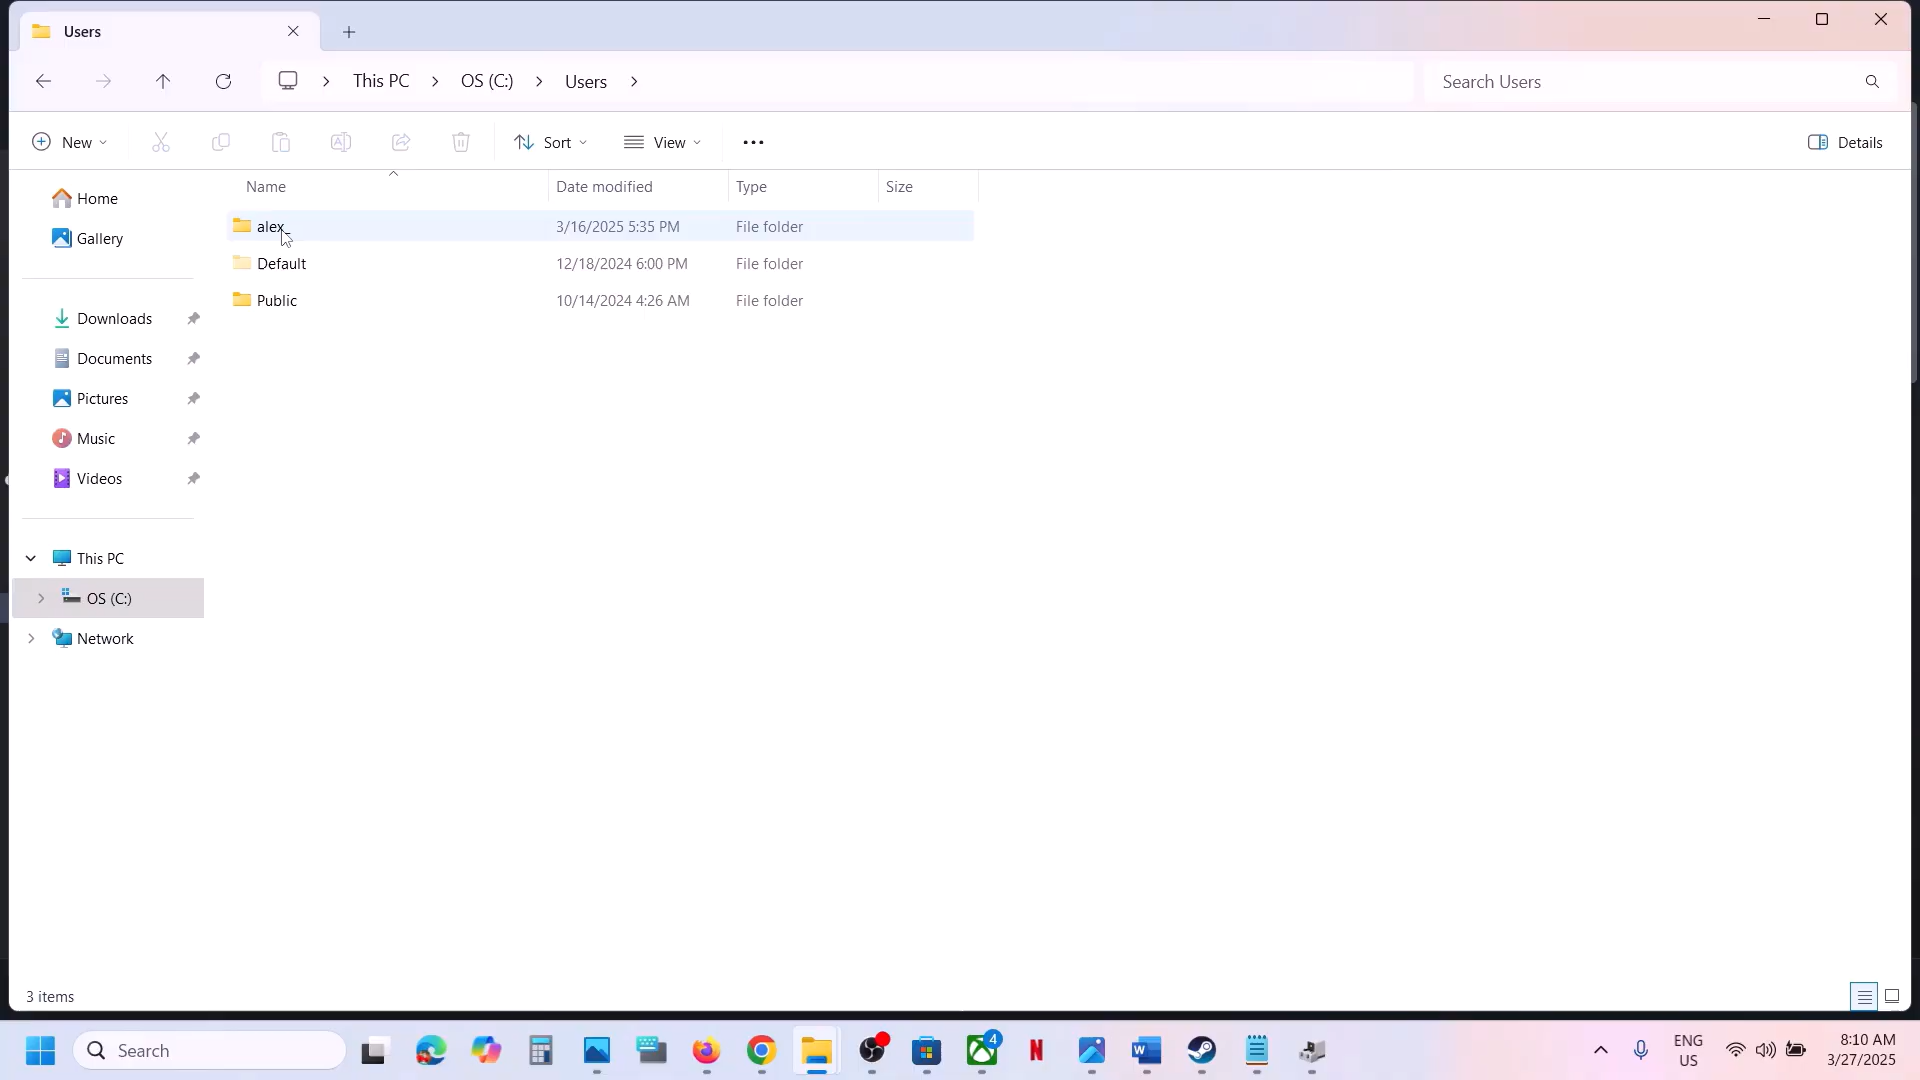 Users
This PC > OS (C:) > Users >
Search Users
New
Sort
View
Details
Name Date modified Type Size
alex_ 3/16/2025 5:35 PM File folder
Default 12/18/2024 6:00 PM File folder
Public 10/14/2024 4:26 AM File folder
Home
Gallery
Downloads
Documents
Pictures
Music
Videos
This PC
OS (C:)
Network
3 items
Search
4
N
W
ENG
US
8:10 AM
3/27/2025